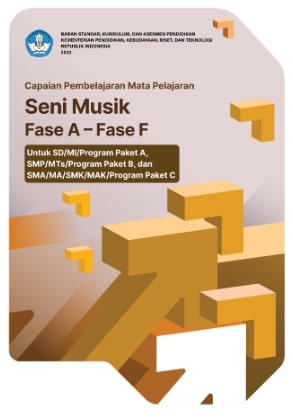 BADAN STANDAR, KURIKULUM, DAN ASESMEN PENDIDIKAN
KEMENTERIAN PENDIDIKAN, KEBUDAYAAN, RISET, DAN TEKNOLOGI
REPUBLIK INDONESIA
2022
Capaian Pembelajaran Mata Pelajaran
Seni Musik
Fase A – Fase F
Untuk SD/MI/Program Paket A,
SMP/MTs/Program Paket B, dan
SMA/MA/SMK/MAK/Program Paket C